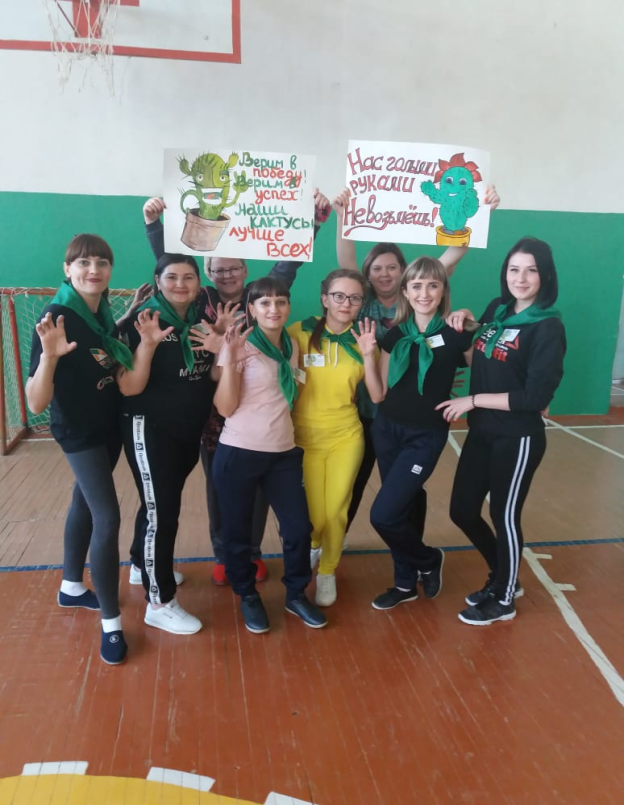 Верим в
победу!
Верим в
успех!
Наши
КАКТУСЫ
ЛУЧШЕ
ВСЕХ!
Нас голыми
руками
Невозьмёшь!